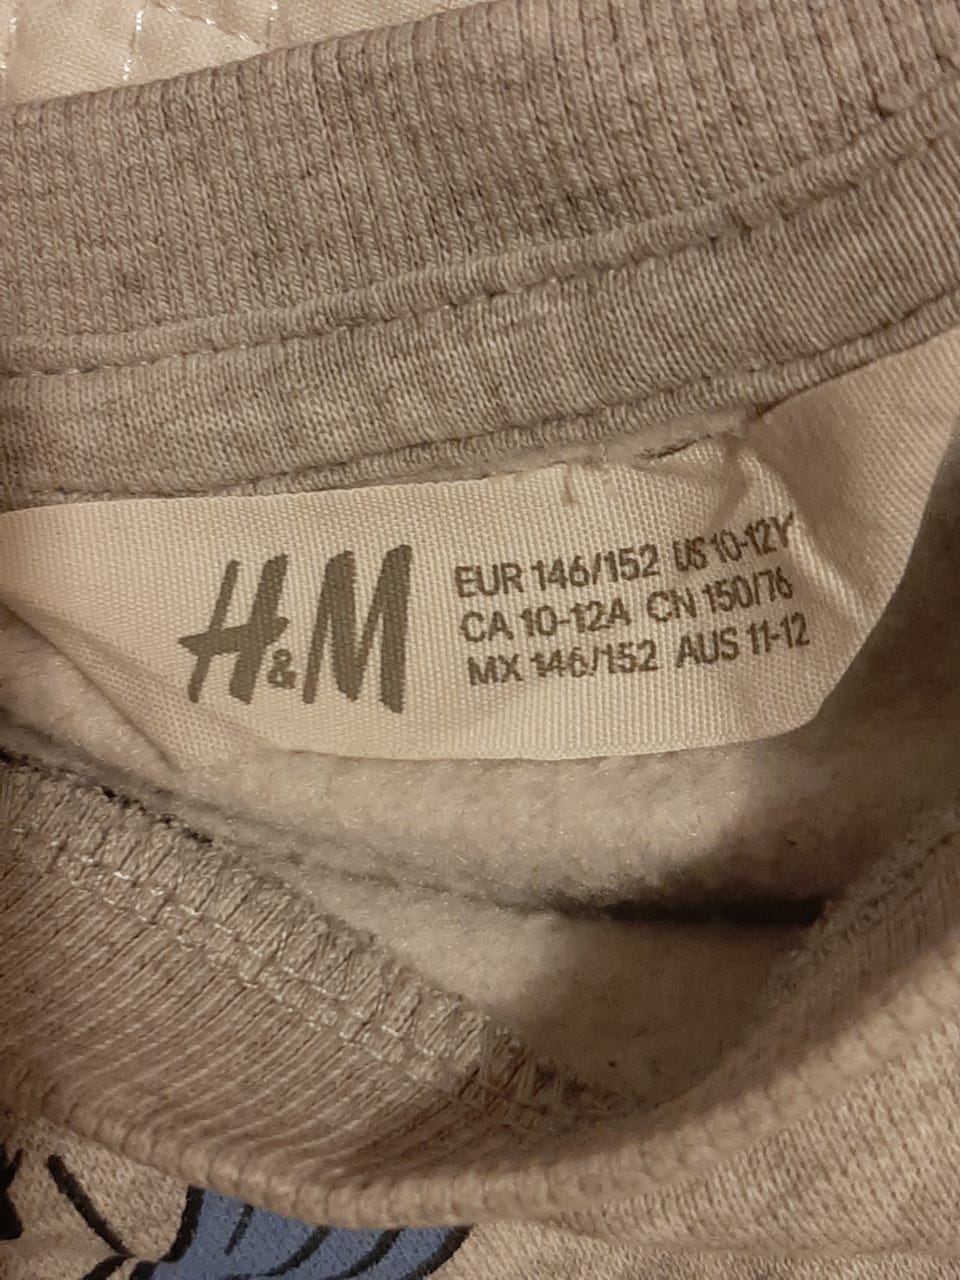 H&M
EUR 146/152 US 10-12Y
CA 10-12A CN 150/76
MX 146/152 AUS 11-12